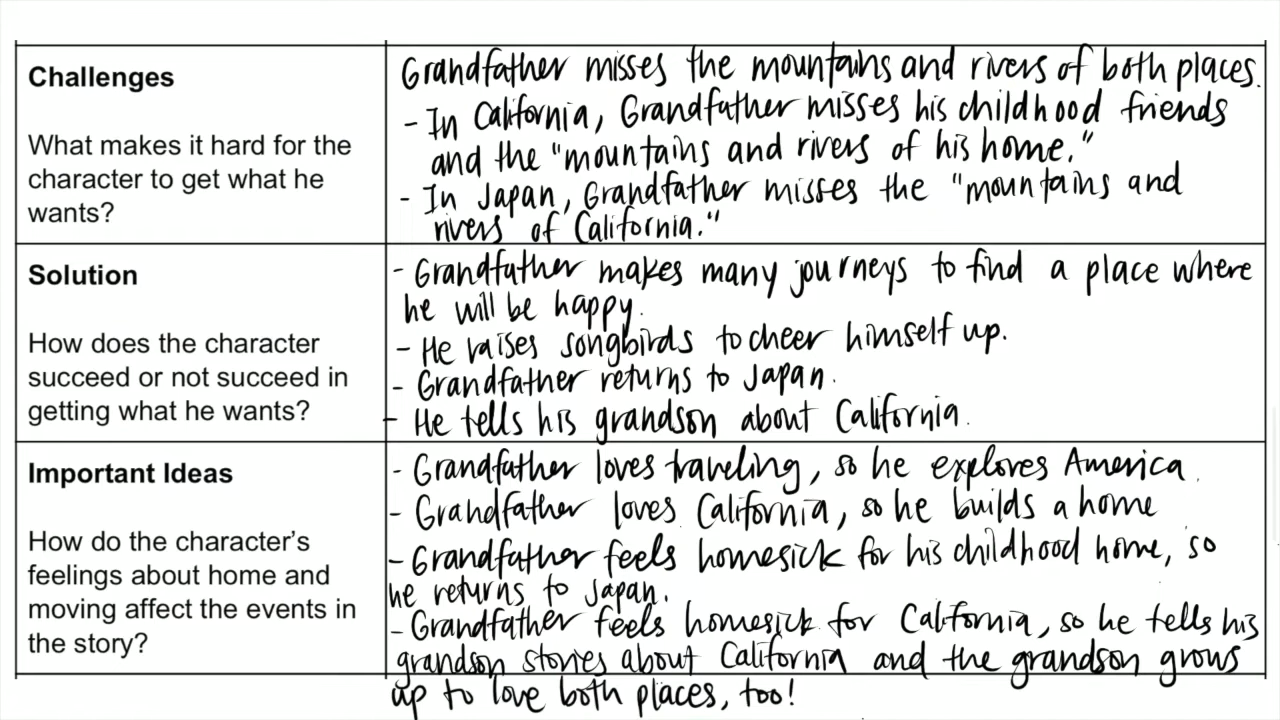 Challenges
What makes it hard for the
character to get what he
wants?
Grandfather misses the mountains and rivers of both places.
- In California, Grandfather misses his childhood friends
and the "mountains and rivers of his home."
- In Japan, Grandfather misses the "mountains and
rivers of California."
Solution
How does the character
succeed or not succeed in
getting what he wants?
- Grandfather makes many journeys to find a place where
he will be happy.
- He raises songbirds to cheer himself up.
- Grandfather returns to Japan.
- He tells his grandson about California.
Important Ideas
How do the character's
feelings about home and
moving affect the events in
the story?
- Grandfather loves traveling, so he explores America.
- Grandfather loves California, so he builds a home
- Grandfather feels homesick for his childhood home, so
he returns to Japan.
- Grandfather feels homesick for California, so he tells his
grandson stories about California and the grandson grows
up to love both places, too!